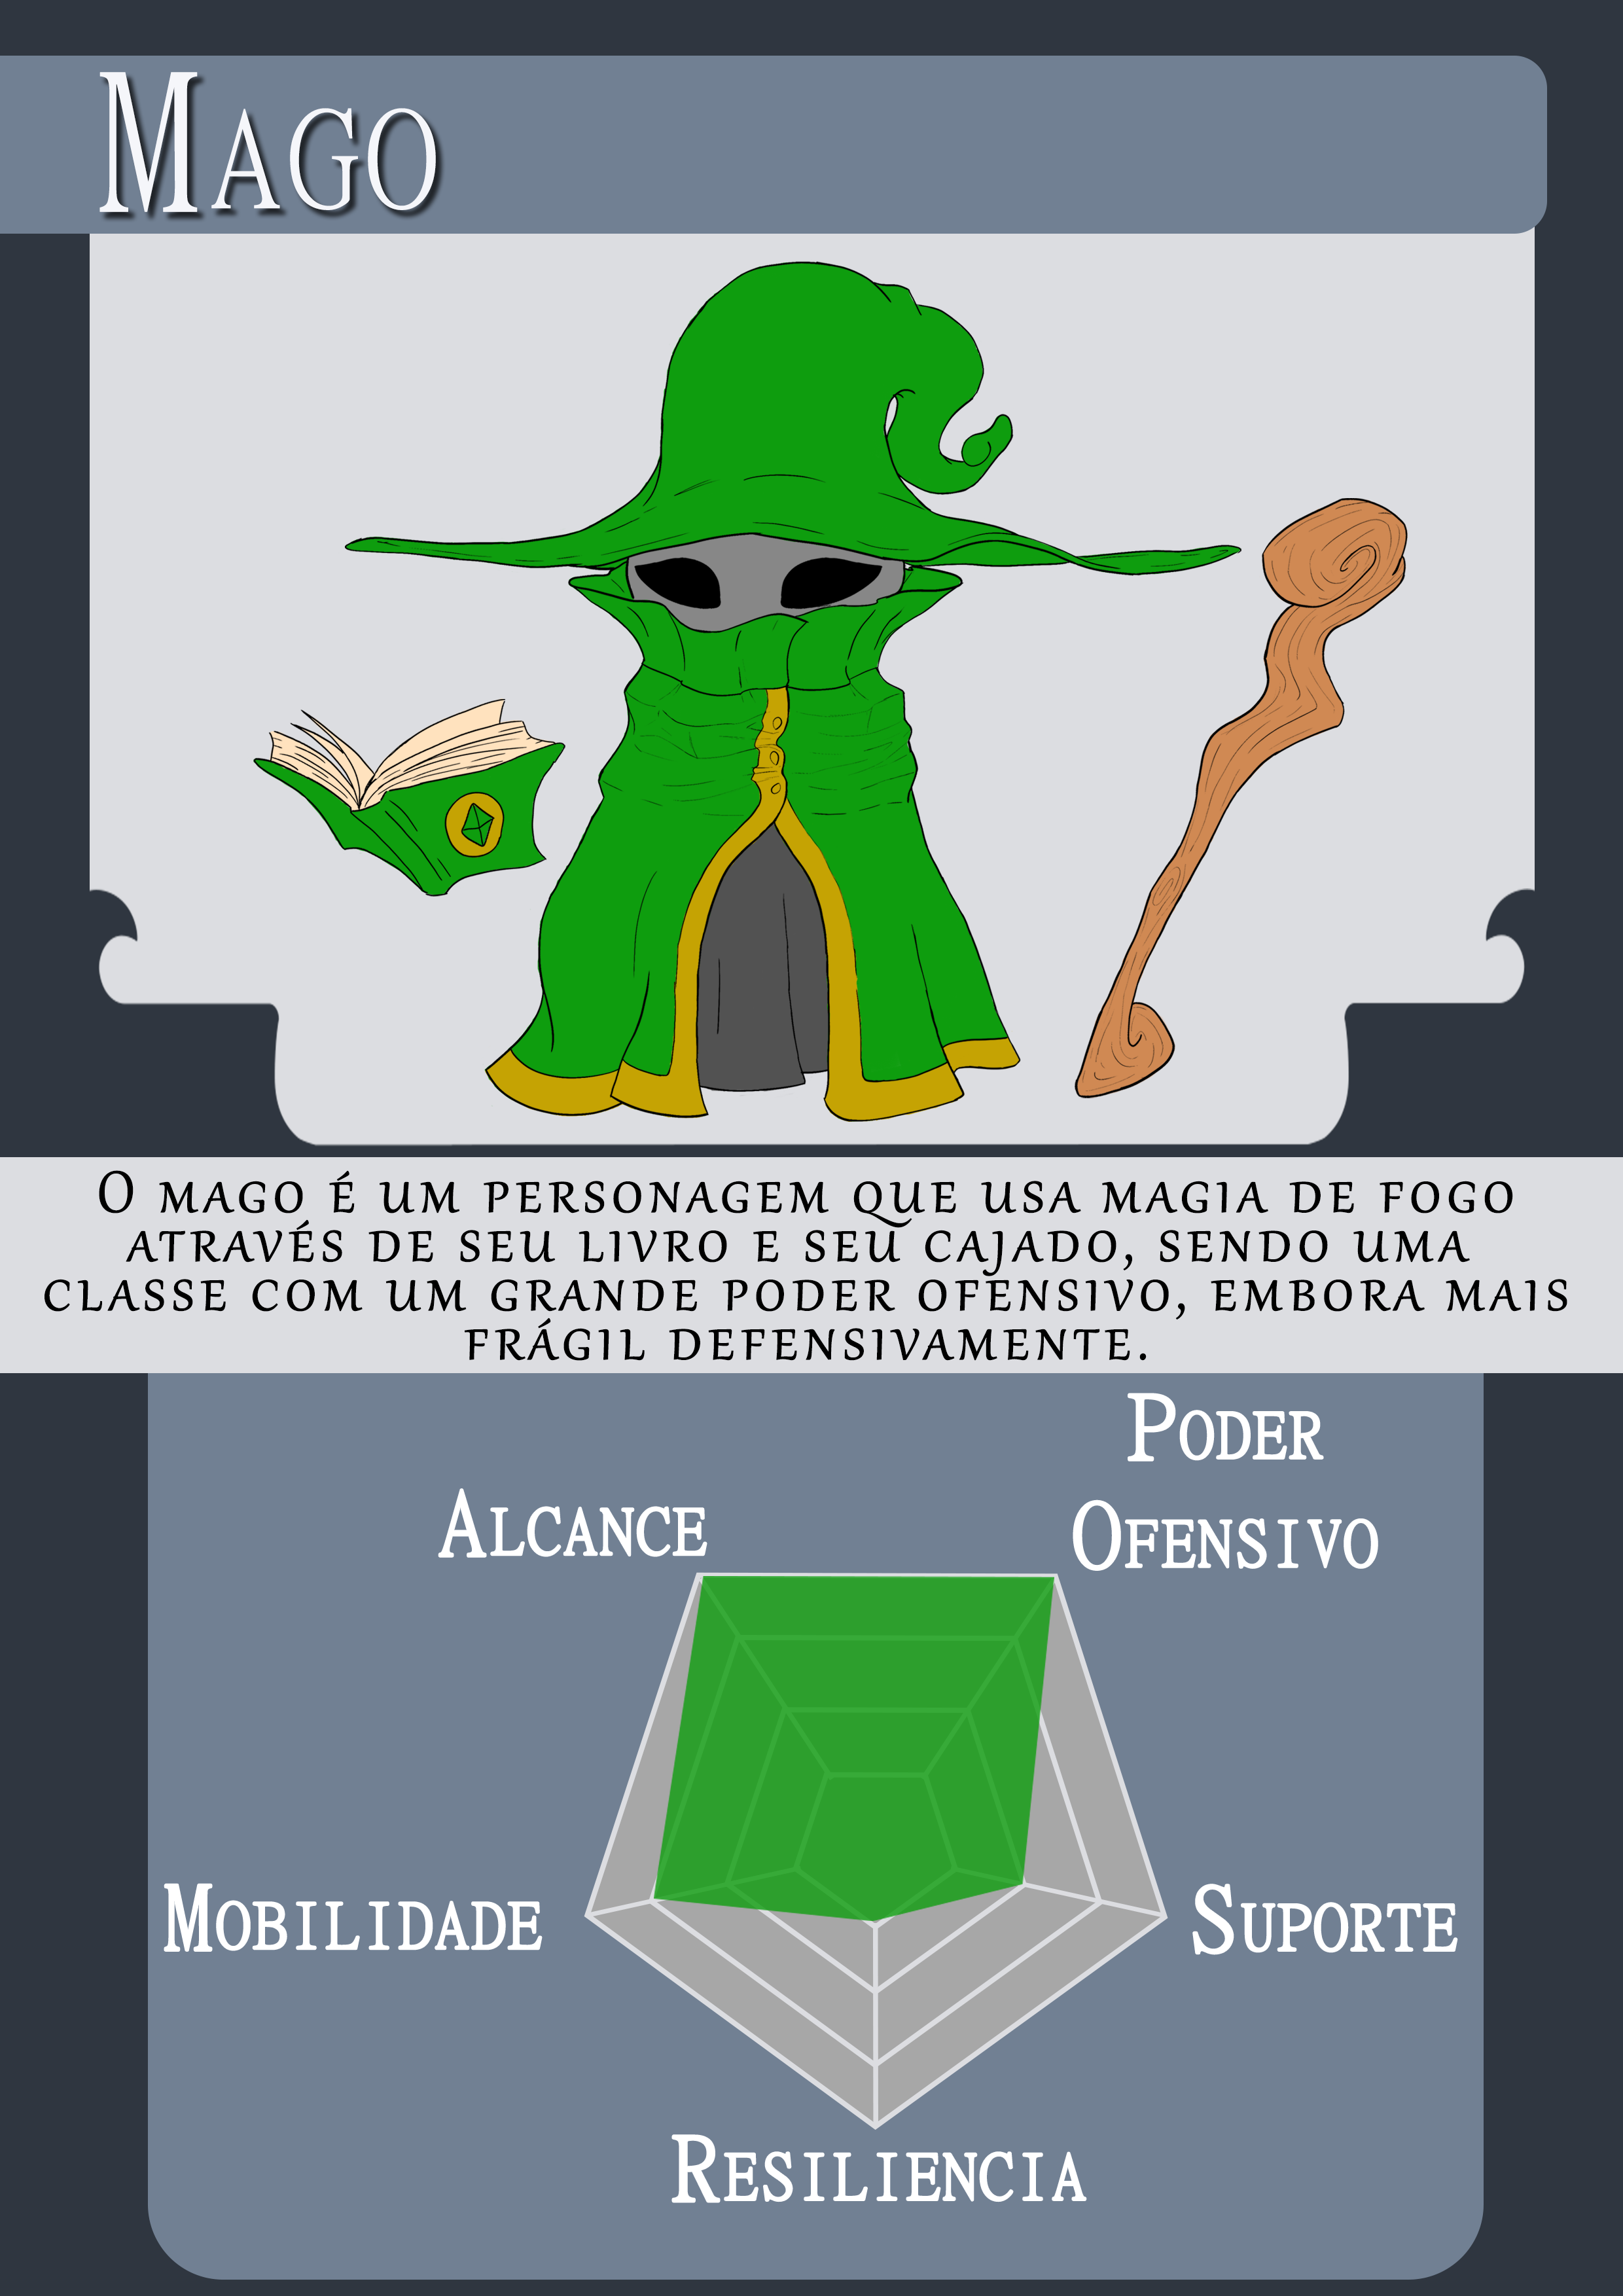 Mago
O mago é um personagem que usa magia de fogo
através de seu livro e seu cajado, sendo uma
classe com um grande poder ofensivo, embora mais
frágil defensivamente.
Poder
Ofensivo
Alcance
Mobilidade
Suporte
Resiliencia